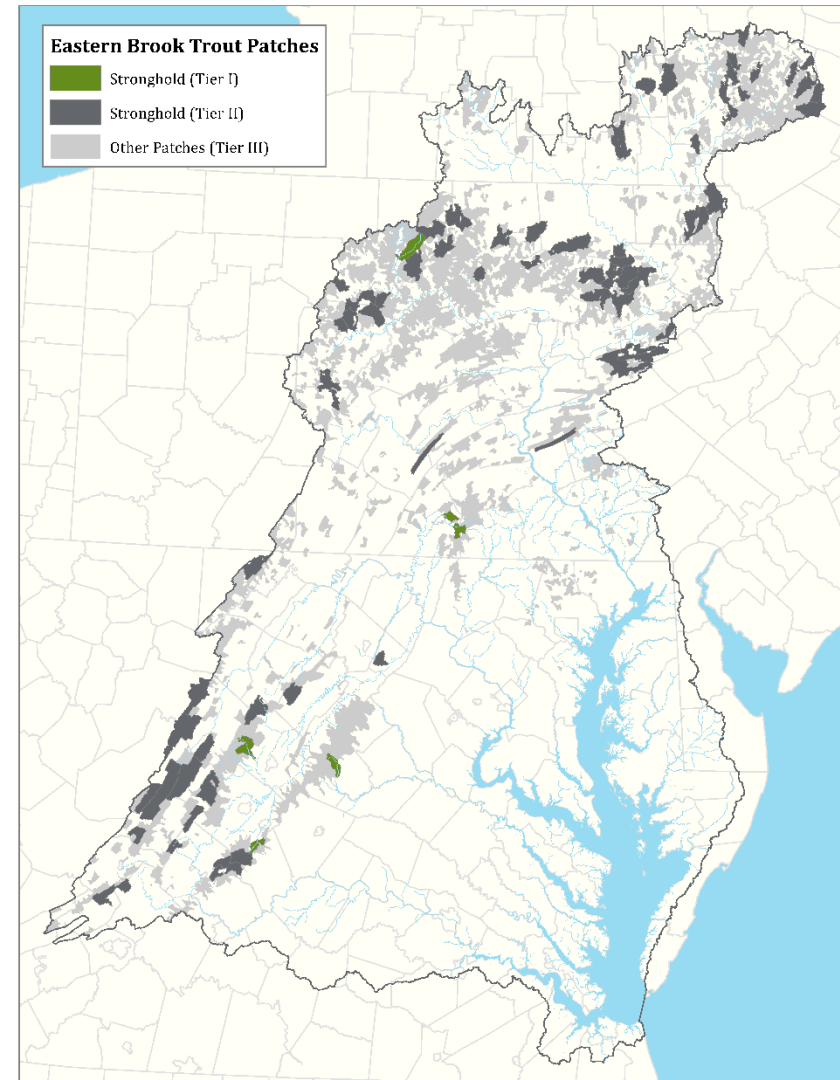 Eastern Brook Trout Patches
Stronghold (Tier I)
Stronghold (Tier II)
Other Patches (Tier III)